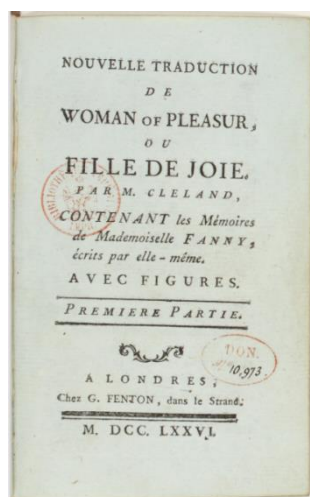 NOUVELLE TRADUCTION
DE
WOMAN OF PLEASUR,
OU
FILLE DE JOIE.
PAR M. CLELAND,
CONTENANT les Mémoires
de Mademoiselle FANNY,
écrits par elle-même.
AVEC FIGURES.
PREMIERE PARTIE.
DON.
10.973
A LONDRES,
Chez G. FENTON, dans le Strand.
M. DCC. LXXVI.